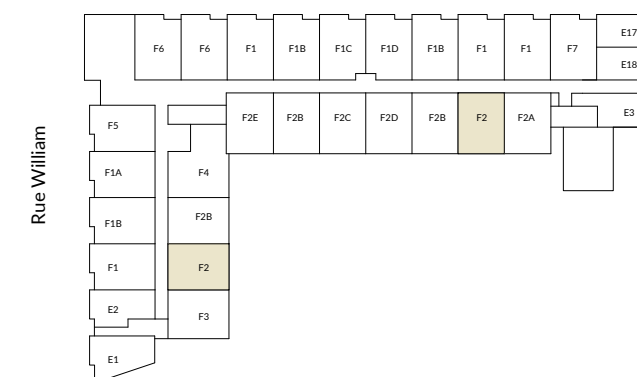 E17
F6 F6 F1 F1B F1C F1D F1B F1 F1 F7
E18
E3
F2E F2B F2C F2D F2B F2 F2A
F5
F1A F4
F1B F2B
F1 F2
E2
F3
E1
Rue William